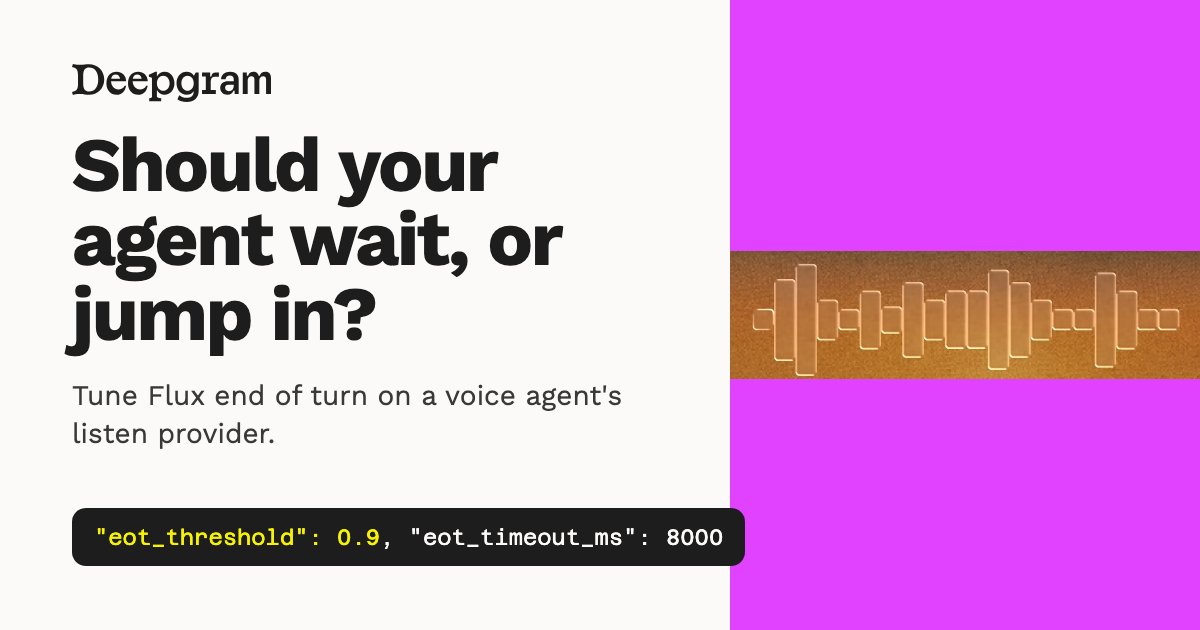 Deepgram
Should your
agent wait, or
jump in?
Tune Flux end of turn on a voice agent's
listen provider.
"eot_threshold": 0.9, "eot_timeout_ms": 8000